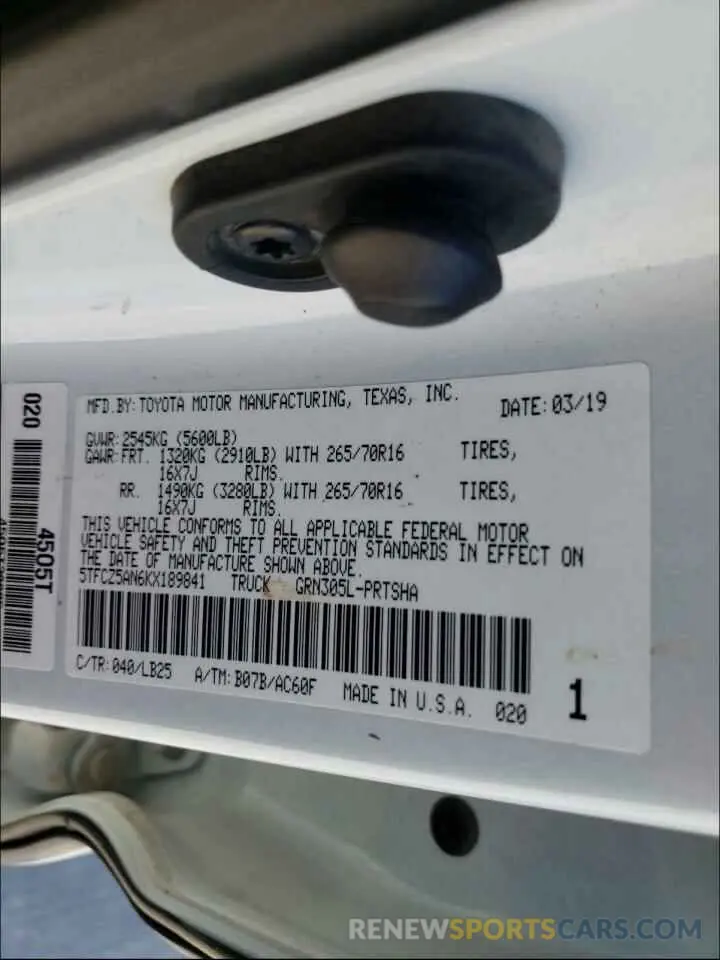 MFD.BY: TOYOTA MOTOR MANUFACTURING, TEXAS, INC. DATE: 03/19
GVWR: 2545KG (5600LB)
GAWR: FRT. 1320KG (2910LB) WITH 265/70R16 TIRES,
16X7J RIMS.
RR. 1490KG (3280LB) WITH 265/70R16 TIRES,
16X7J RIMS.
THIS VEHICLE CONFORMS TO ALL APPLICABLE FEDERAL MOTOR
VEHICLE SAFETY AND THEFT PREVENTION STANDARDS IN EFFECT ON
THE DATE OF MANUFACTURE SHOWN ABOVE.
5TFCZ5AN6KX189841 TRUCK GRN305L-PRTSHA
C/TR: 040/LB25 A/TM: B07B/AC60F MADE IN U.S.A. 020 1
020
4505T
RENEWSPORTSCARS.COM